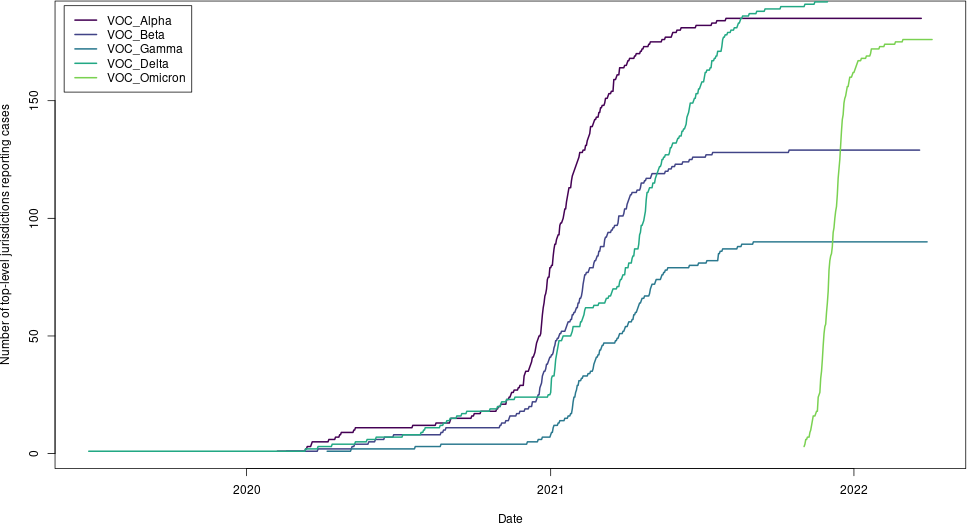 VOC_Alpha
VOC_Beta
VOC_Gamma
VOC_Delta
VOC_Omicron
Number of top-level jurisdictions reporting cases
150
100
50
0
2020 2021 2022
Date